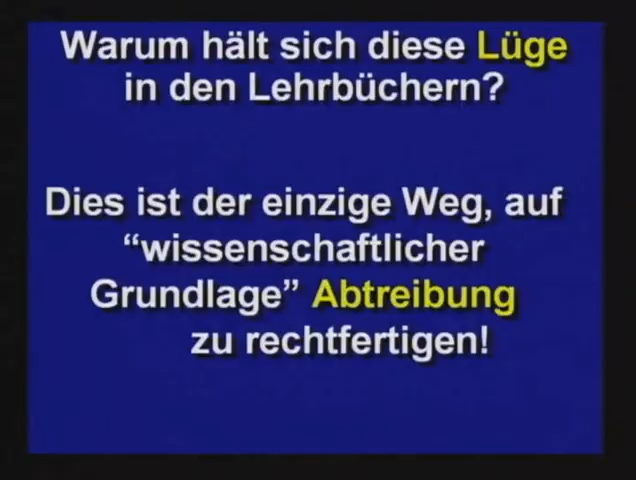 Warum hält sich diese Lüge
in den Lehrbüchern?
Dies ist der einzige Weg, auf
“wissenschaftlicher
Grundlage” Abtreibung
zu rechtfertigen!